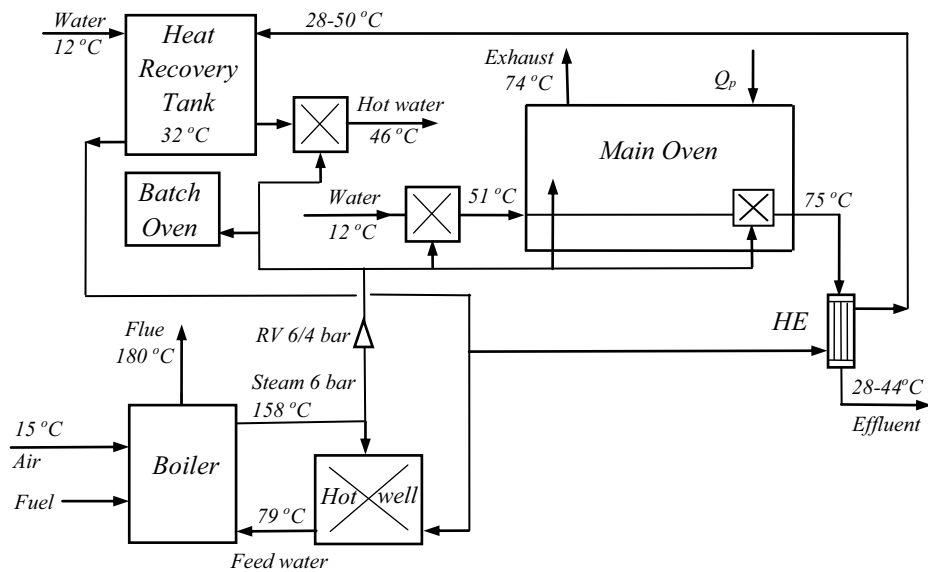 Water
12 °C
Heat
Recovery
Tank
32 °C
28-50 °C
Hot water
46 °C
Exhaust
74 °C
Qp
Main Oven
Batch
Oven
Water
12 °C
51 °C
75 °C
RV 6/4 bar
HE
Flue
180 °C
Steam 6 bar
158 °C
28-44°C
Effluent
15 °C
Air
Boiler
Fuel
Hot well
79 °C
Feed water